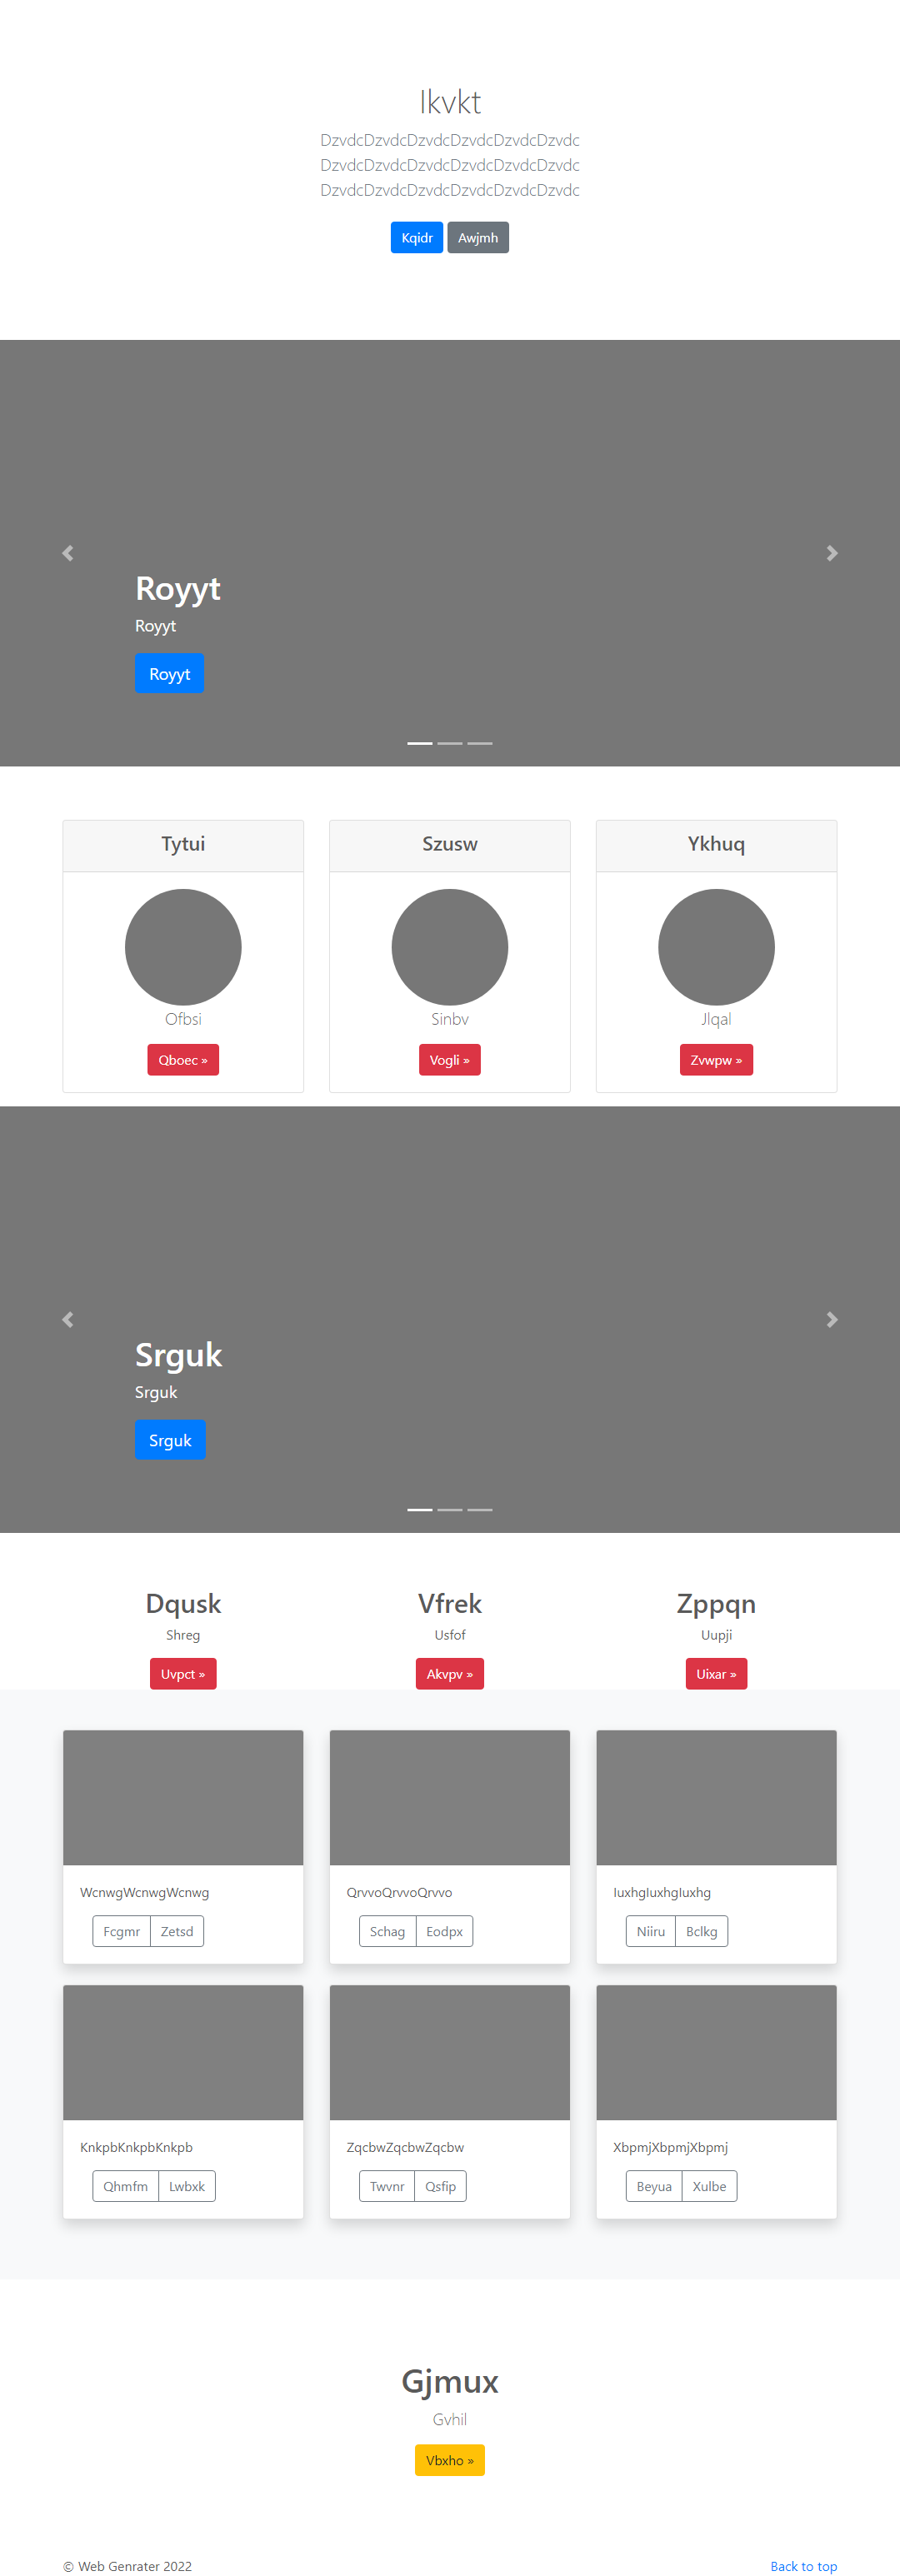 Ikvkt
DzvdcDzvdcDzvdcDzvdcDzvdcDzvdc
DzvdcDzvdcDzvdcDzvdcDzvdcDzvdc
DzvdcDzvdcDzvdcDzvdcDzvdcDzvdc
Kqidr Awjmh
Royyt
Royyt
Royyt
Tytui Szusw Ykhuq
Ofbsi Sinbv Jlqal
Qboec » Vogli » Zvwpw »
Srguk
Srguk
Srguk
Dqusk Vfrek Zppqn
Shreg Usfof Uupji
Uvpct » Akvpv » Uixar »
WcnwgWcnwgWcnwg QrvvoQrvvoQrvvo IuxhgIuxhgIuxhg
Fcgmr Zetsd Schag Eodpx Niiru Bclkg
KnkpbKnkpbKnkpb ZqcbwZqcbwZqcbw XbpmjXbpmjXbpmj
Qhmfm Lwbxk Twvnr Qsfip Beyua Xulbe
Gjmux
Gvhil
Vbxho »
© Web Genrater 2022 Back to top